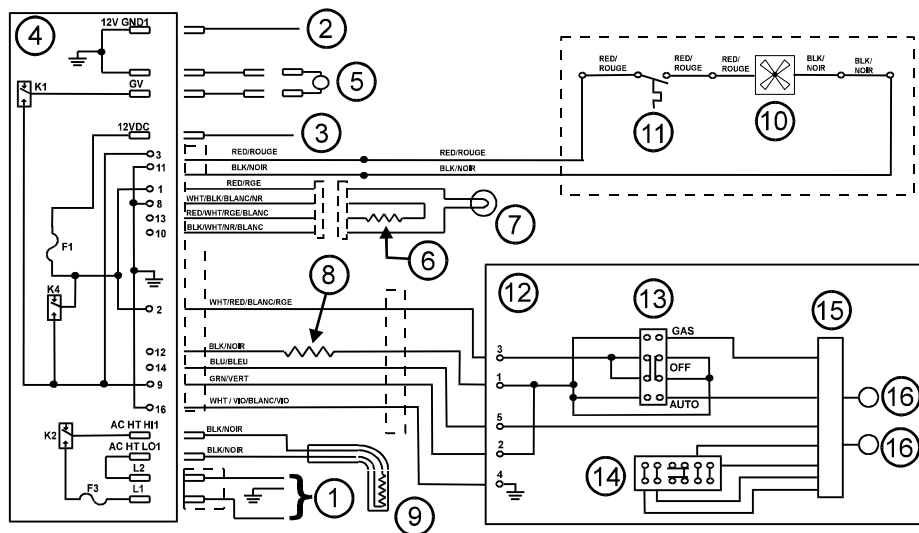 4
12V GND1
2
GV
5
K1
12VDC
3
3
RED/ROUGE
RED/ROUGE
11
BLK/NOIR
BLK/NOIR
1
RED/RGE
8
WHT/BLK/BLANC/NR
13
RED/WHT/RGE/BLANC
10
BLK/WHT/NR/BLANC
F1
6
7
RED/
ROUGE
RED/
ROUGE
RED/
ROUGE
BLK/
NOIR
BLK/
NOIR
11
10
K4
2
WHT/RED/BLANC/RGE
8
12
BLK/NOIR
14
BLU/BLEU
9
GRN/VERT
16
WHT / VIO/BLANC/VIO
K2
AC HT HI1
BLK/NOIR
AC HT LO1
BLK/NOIR
L2
F3
L1
1
9
12
13
15
3
GAS
1
OFF
AUTO
5
2
4
14
16
16